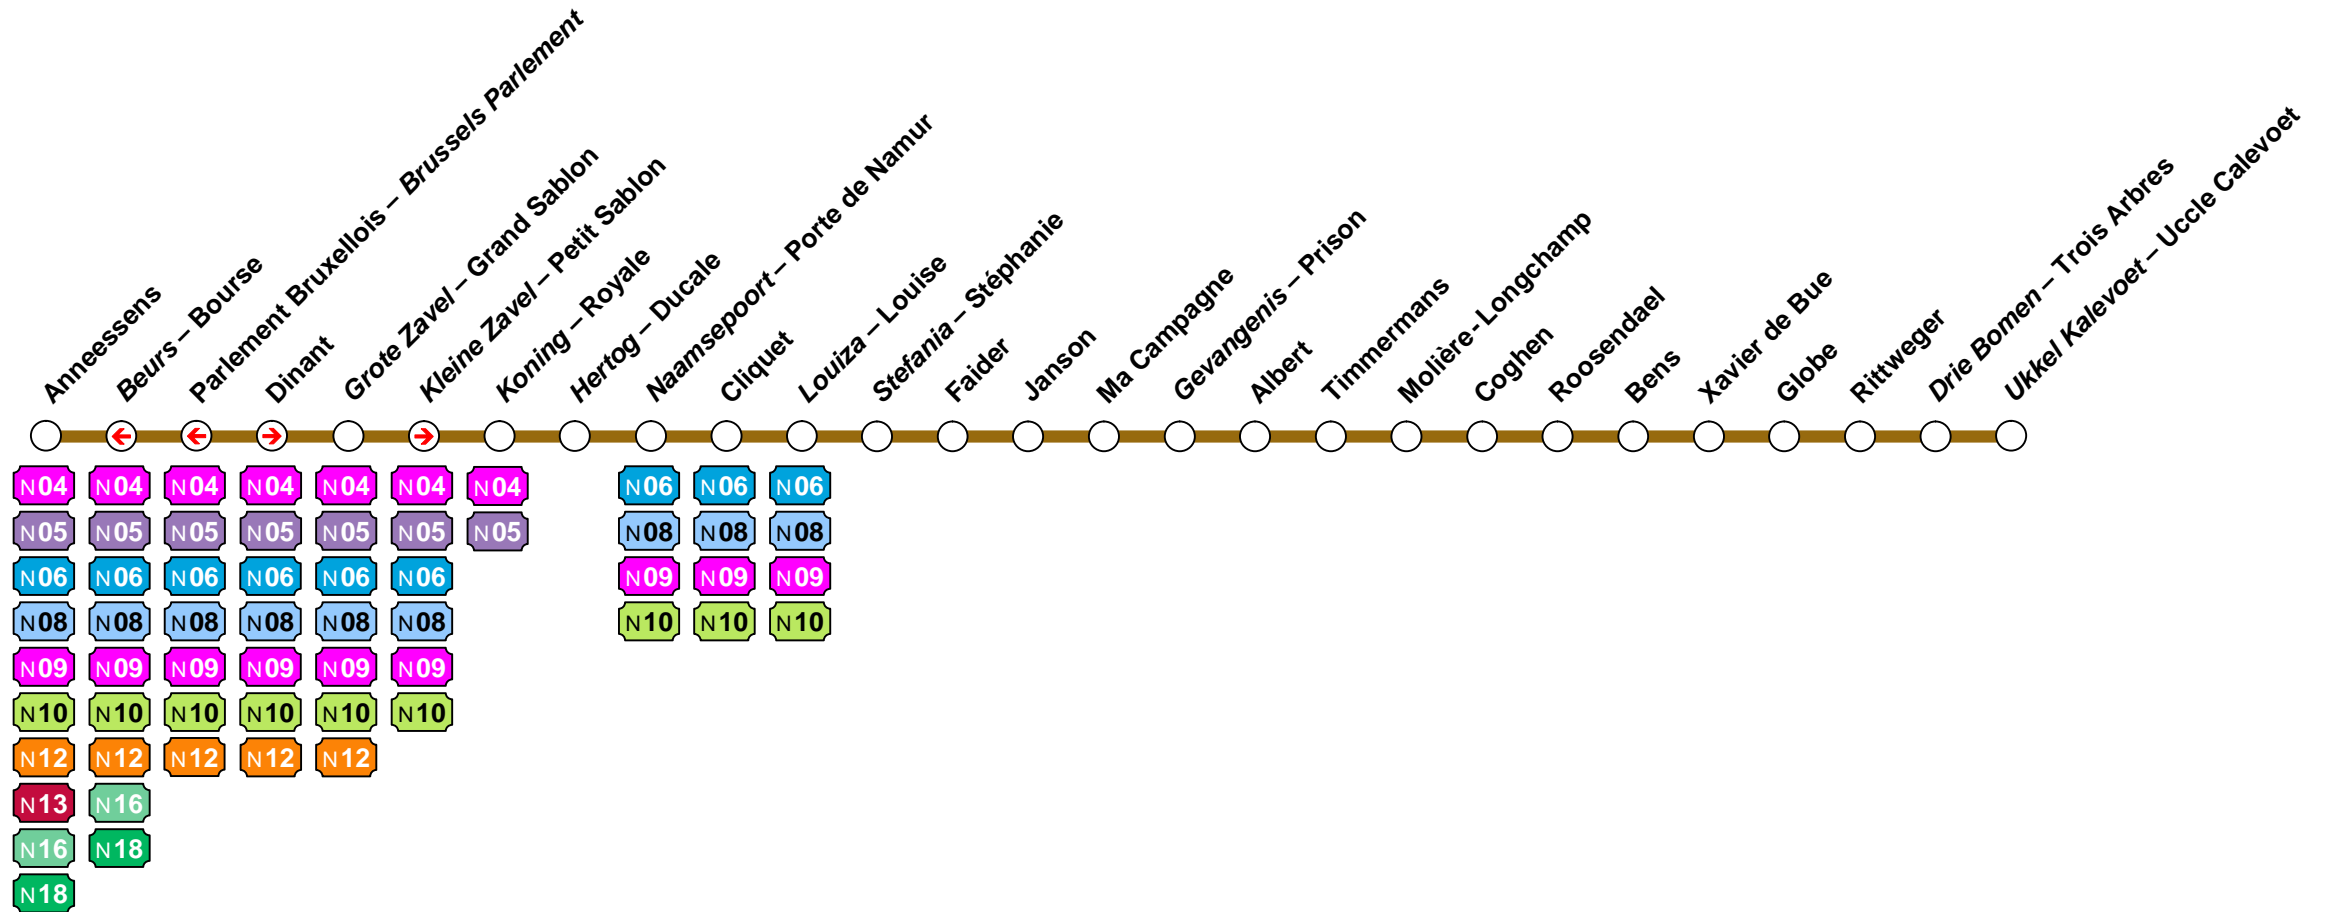 Anneessens
Beurs – Bourse
Parlement Bruxellois – Brussels Parlement
Dinant
Grote Zavel – Grand Sablon
Kleine Zavel – Petit Sablon
Koning – Royale
Hertog – Ducale
Naamsepoort – Porte de Namur
Cliquet
Louiza – Louise
Stefania – Stéphanie
Faider
Janson
Ma Campagne
Gevangenis – Prison
Albert
Timmermans
Molière - Longchamp
Coghen
Roosendael
Bens
Xavier de Bue
Globe
Rittweger
Drie Bomen – Trois Arbres
Ukkel Kalevoet – Uccle Calevoet
N04 N04 N04 N04 N04 N04 N04 N06 N06 N06
N05 N05 N05 N05 N05 N05 N05 N08 N08 N08
N06 N06 N06 N06 N06 N06 N09 N09 N09
N08 N08 N08 N08 N08 N08 N10 N10 N10
N09 N09 N09 N09 N09 N09
N10 N10 N10 N10 N10 N10
N12 N12 N12 N12 N12
N13 N16
N16 N18
N18